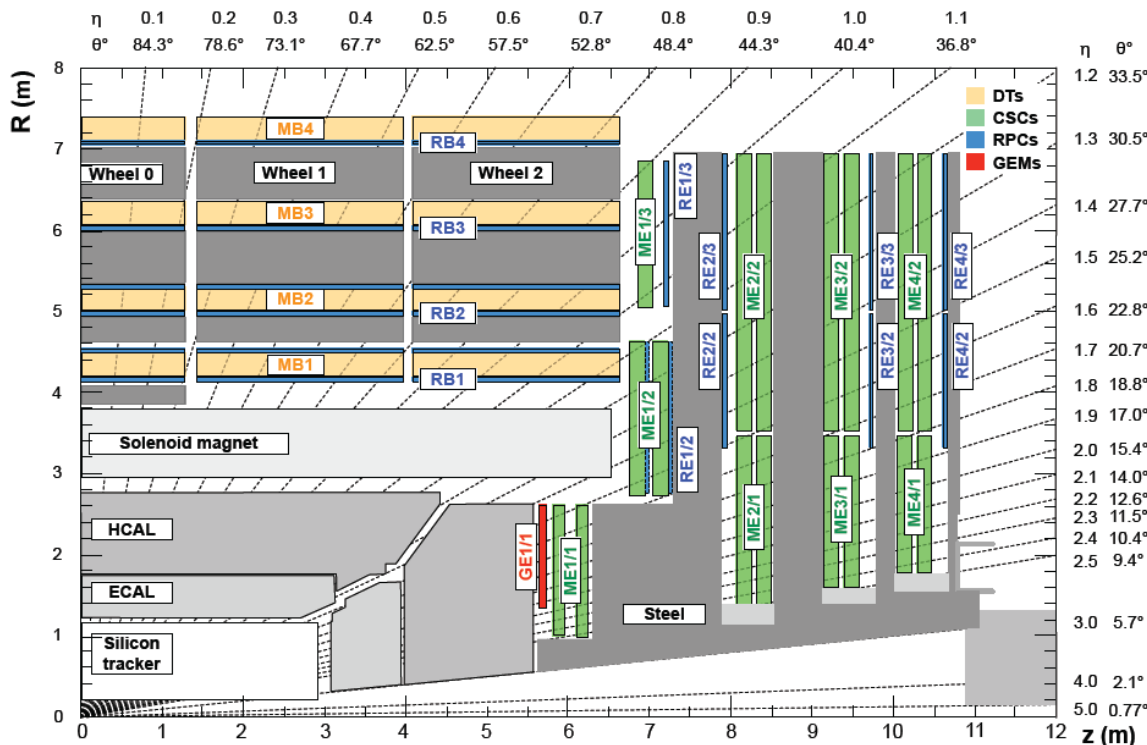 η 0.1 0.2 0.3 0.4 0.5 0.6 0.7 0.8 0.9 1.0 1.1
θ° 84.3° 78.6° 73.1° 67.7° 62.5° 57.5° 52.8° 48.4° 44.3° 40.4° 36.8° η θ°
R (m)
8
7
6
5
4
3
2
1
0
1.2 33.5°
1.3 30.5°
1.4 27.7°
1.5 25.2°
1.6 22.8°
1.7 20.7°
1.8 18.8°
1.9 17.0°
2.0 15.4°
2.1 14.0°
2.2 12.6°
2.3 11.5°
2.4 10.4°
2.5 9.4°
3.0 5.7°
4.0 2.1°
5.0 0.77°
DTs
CSCs
RPCs
GEMs
MB4
RB4
Wheel 0
Wheel 1
Wheel 2
MB3
RB3
MB2
RB2
MB1
RB1
Solenoid magnet
HCAL
ECAL
Silicon
tracker
Steel
GE1/1
ME1/1
ME1/2
ME1/3
RE1/3
RE1/2
RE2/3
RE2/2
ME2/2
ME2/1
ME3/2
ME3/1
RE3/3
RE3/2
ME4/2
ME4/1
RE4/3
RE4/2
0 1 2 3 4 5 6 7 8 9 10 11 12
z (m)